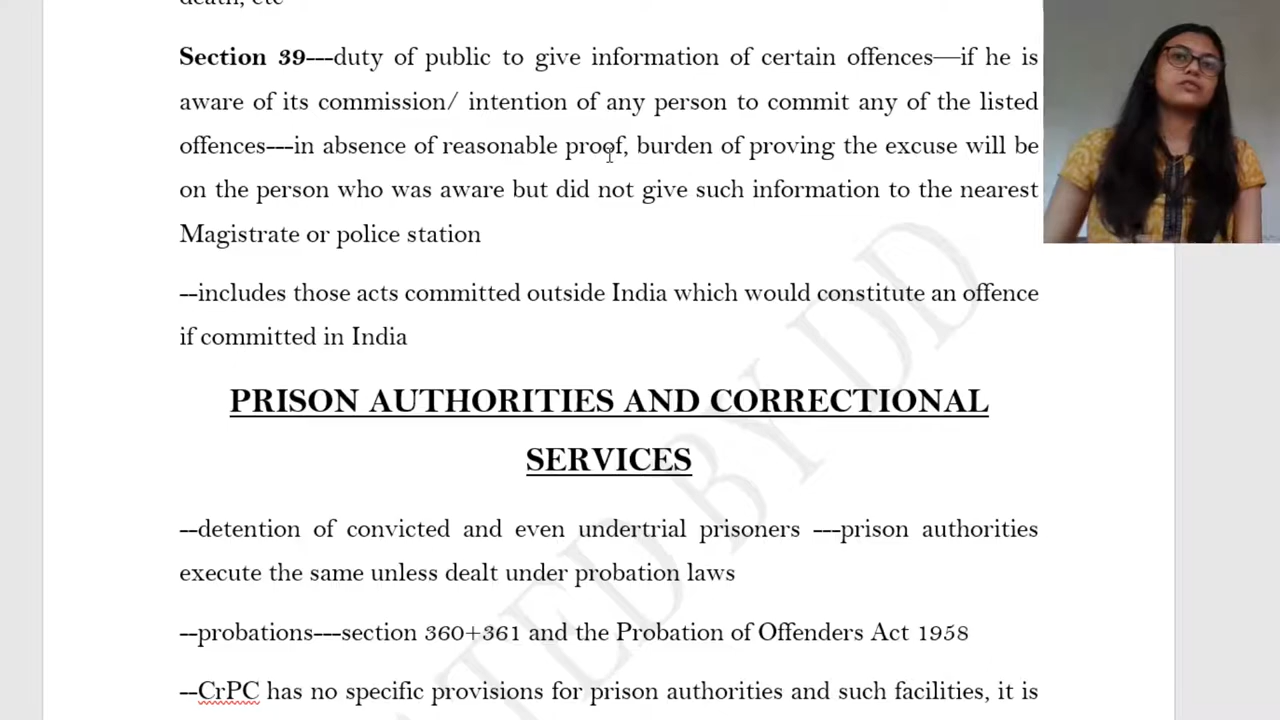 death, etc
Section 39---duty of public to give information of certain offences—if he is
aware of its commission/ intention of any person to commit any of the listed
offences---in absence of reasonable proof, burden of proving the excuse will be
on the person who was aware but did not give such information to the nearest
Magistrate or police station
--includes those acts committed outside India which would constitute an offence
if committed in India
PRISON AUTHORITIES AND CORRECTIONAL
SERVICES
--detention of convicted and even undertrial prisoners ---prison authorities
execute the same unless dealt under probation laws
--probations---section 360+361 and the Probation of Offenders Act 1958
--CrPC has no specific provisions for prison authorities and such facilities, it is
BY DD